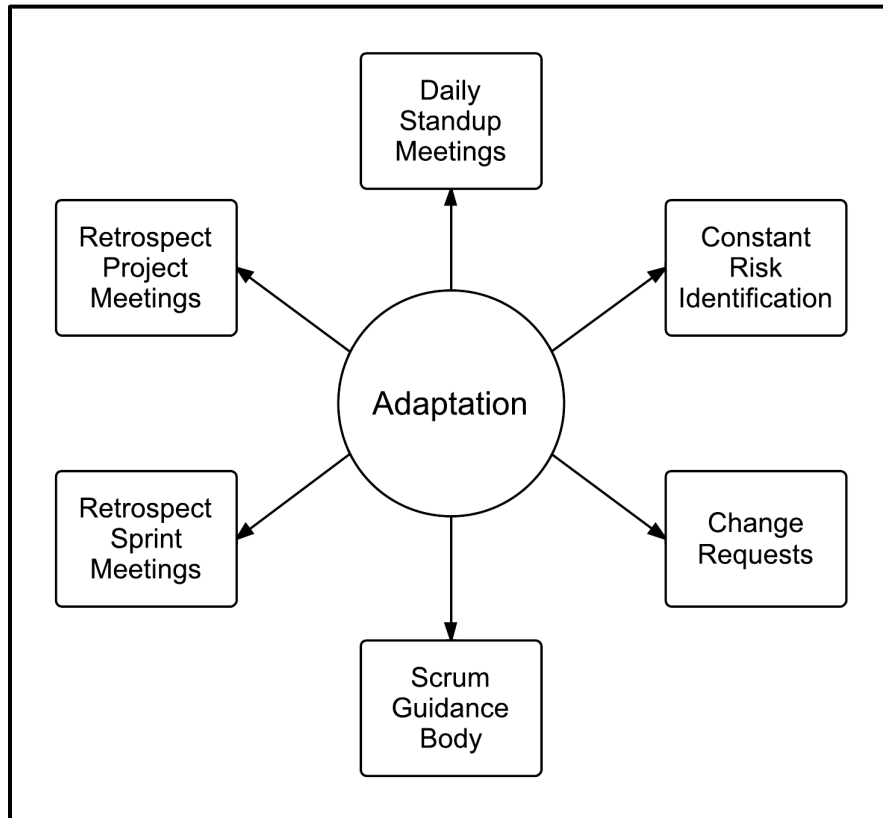 Daily
Standup
Meetings
Retrospect
Project
Meetings
Constant
Risk
Identification
Adaptation
Retrospect
Sprint
Meetings
Change
Requests
Scrum
Guidance
Body